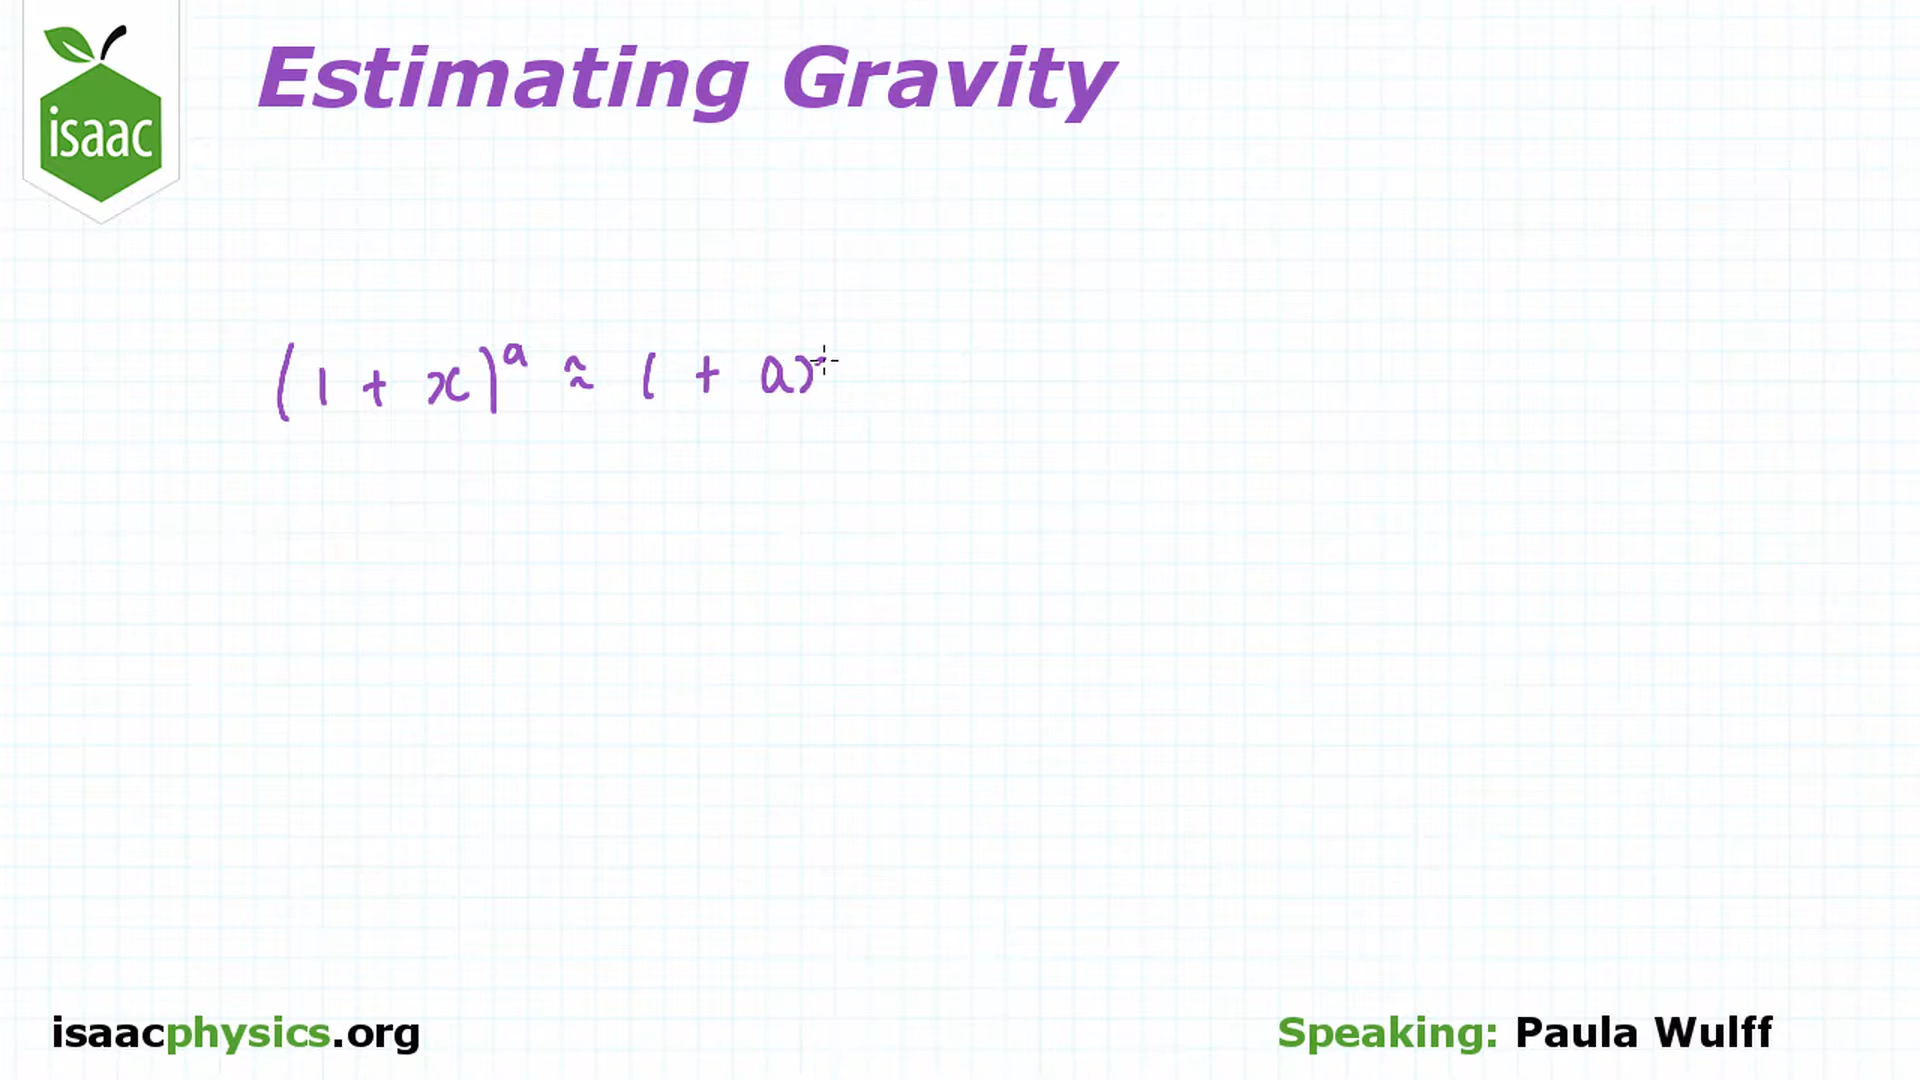 isaac
Estimating Gravity
(1 + x)^a ≈ 1 + ax
isaacphysics.org
Speaking: Paula Wulff